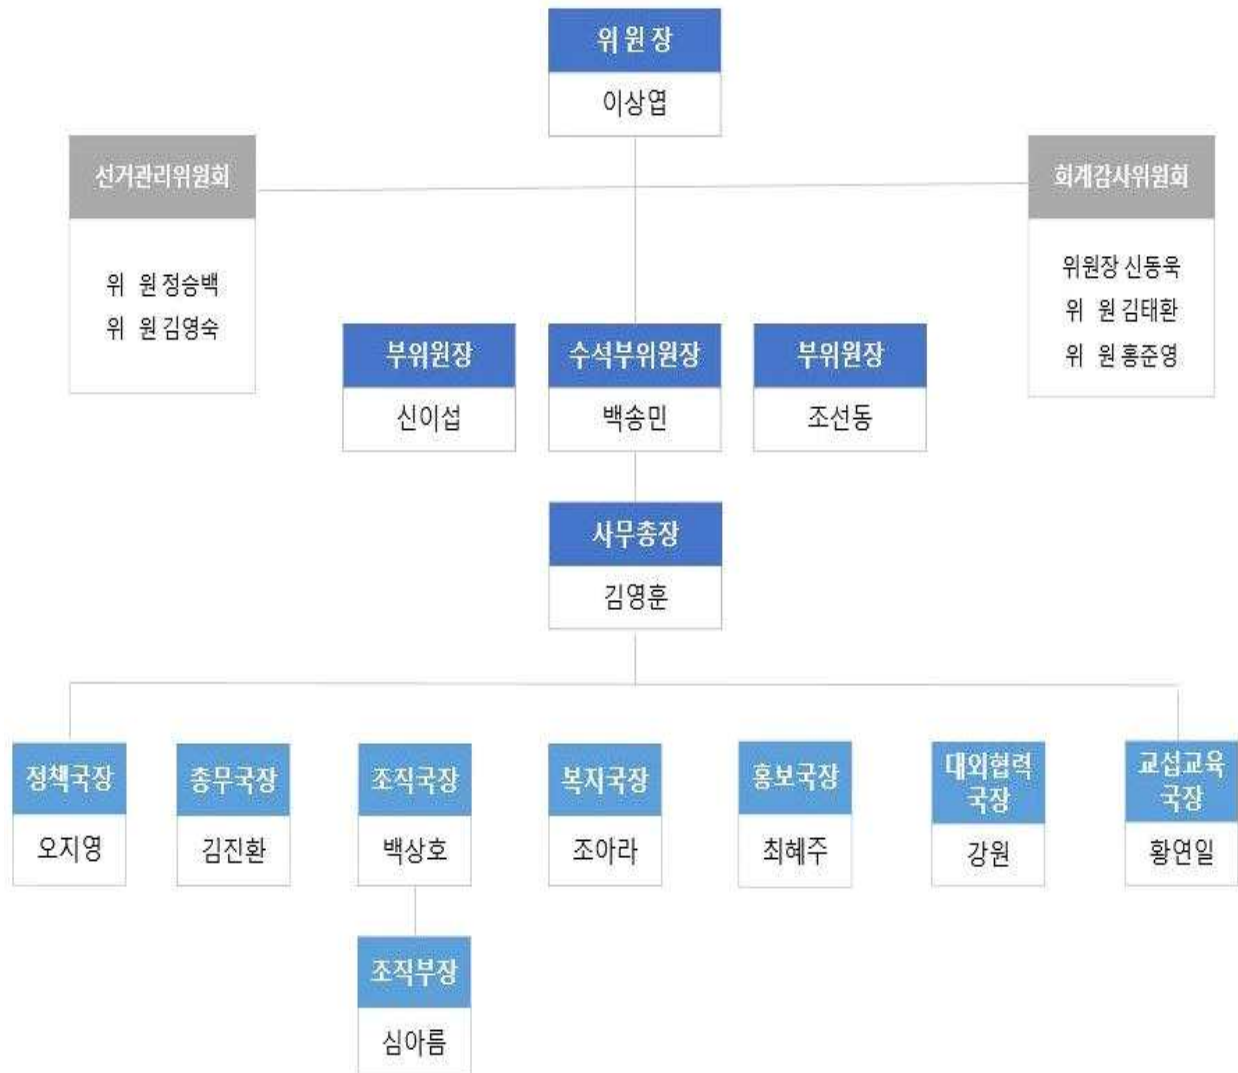 위 원 장
이상엽
선거관리위원회
위 원 정승백
위 원 김영숙
회계감사위원회
위원장 신동욱
위 원 김태환
위 원 홍준영
부위원장
신이섭
수석부위원장
백송민
부위원장
조선동
사무총장
김영훈
정책국장
오지영
총무국장
김진환
조직국장
백상호
복지국장
조아라
홍보국장
최혜주
대외협력
국장
강원
교섭교육
국장
황연일
조직부장
심아름